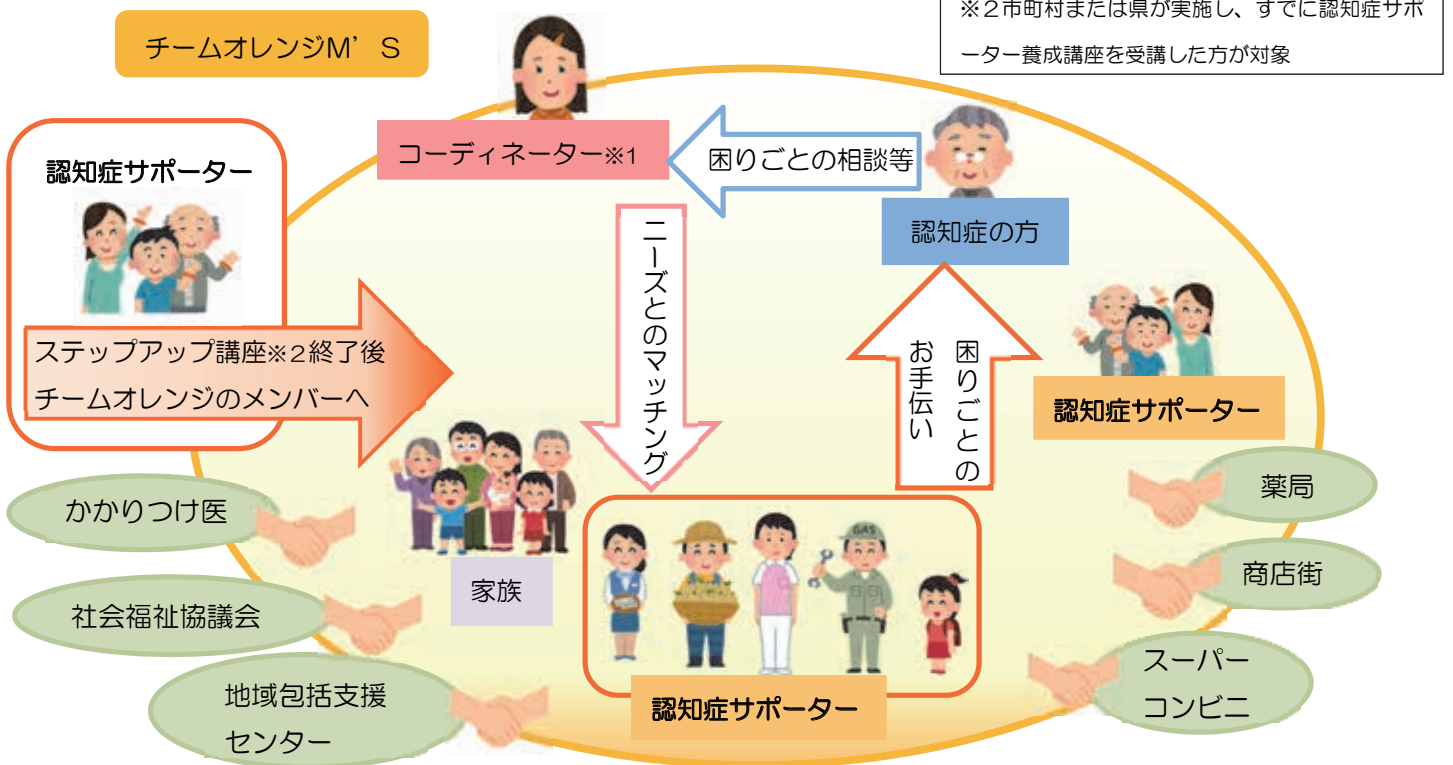 ※２市町村または県が実施し、すでに認知症サポ
ーター養成講座を受講した方が対象
チームオレンジM’S
コーディネーター※1
困りごとの相談等
認知症の方
認知症サポーター
ステップアップ講座※２終了後
チームオレンジのメンバーへ
ニーズとのマッチング
困りごとの
お手伝い
認知症サポーター
かかりつけ医
社会福祉協議会
地域包括支援
センター
家族
GAS
認知症サポーター
薬局
商店街
スーパー
コンビニ